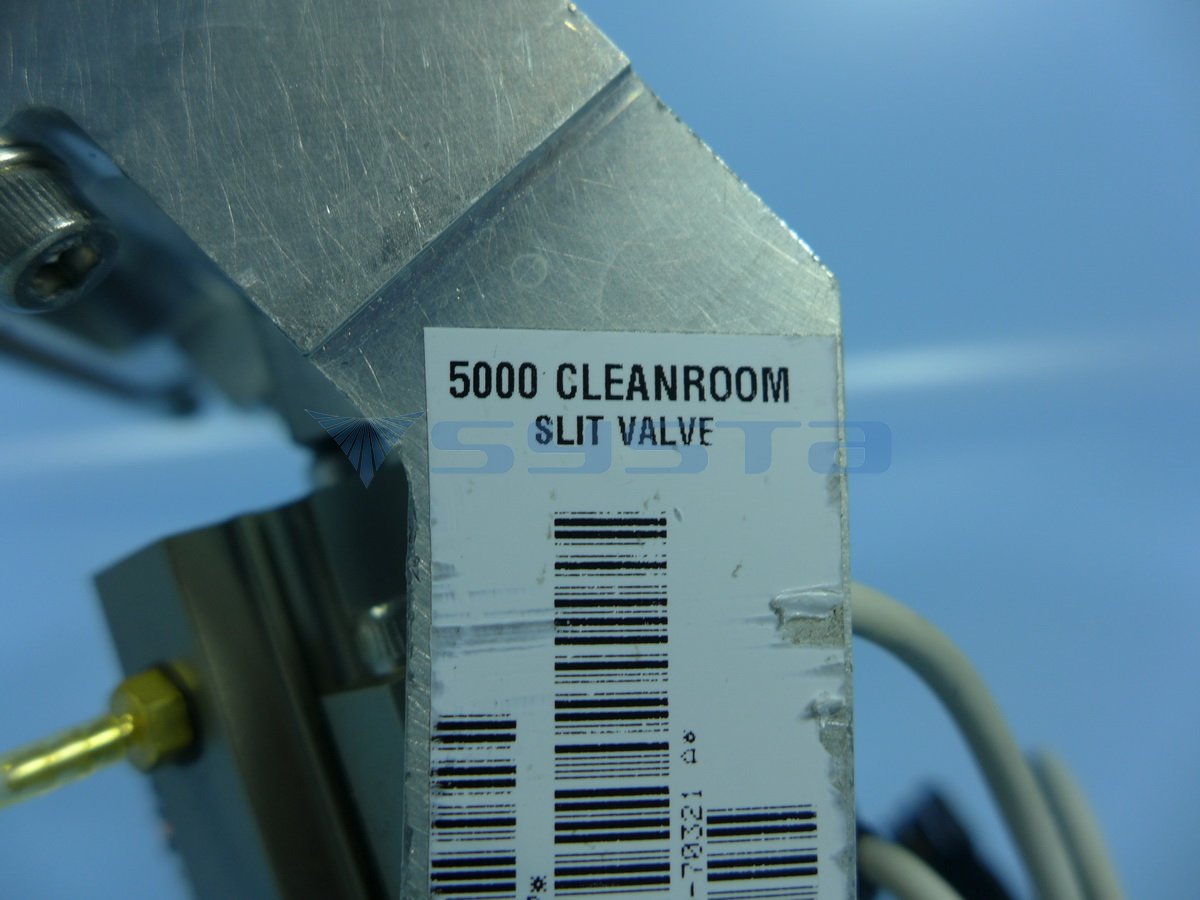 5000 CLEANROOM
SLIT VALVE
systa
-70321